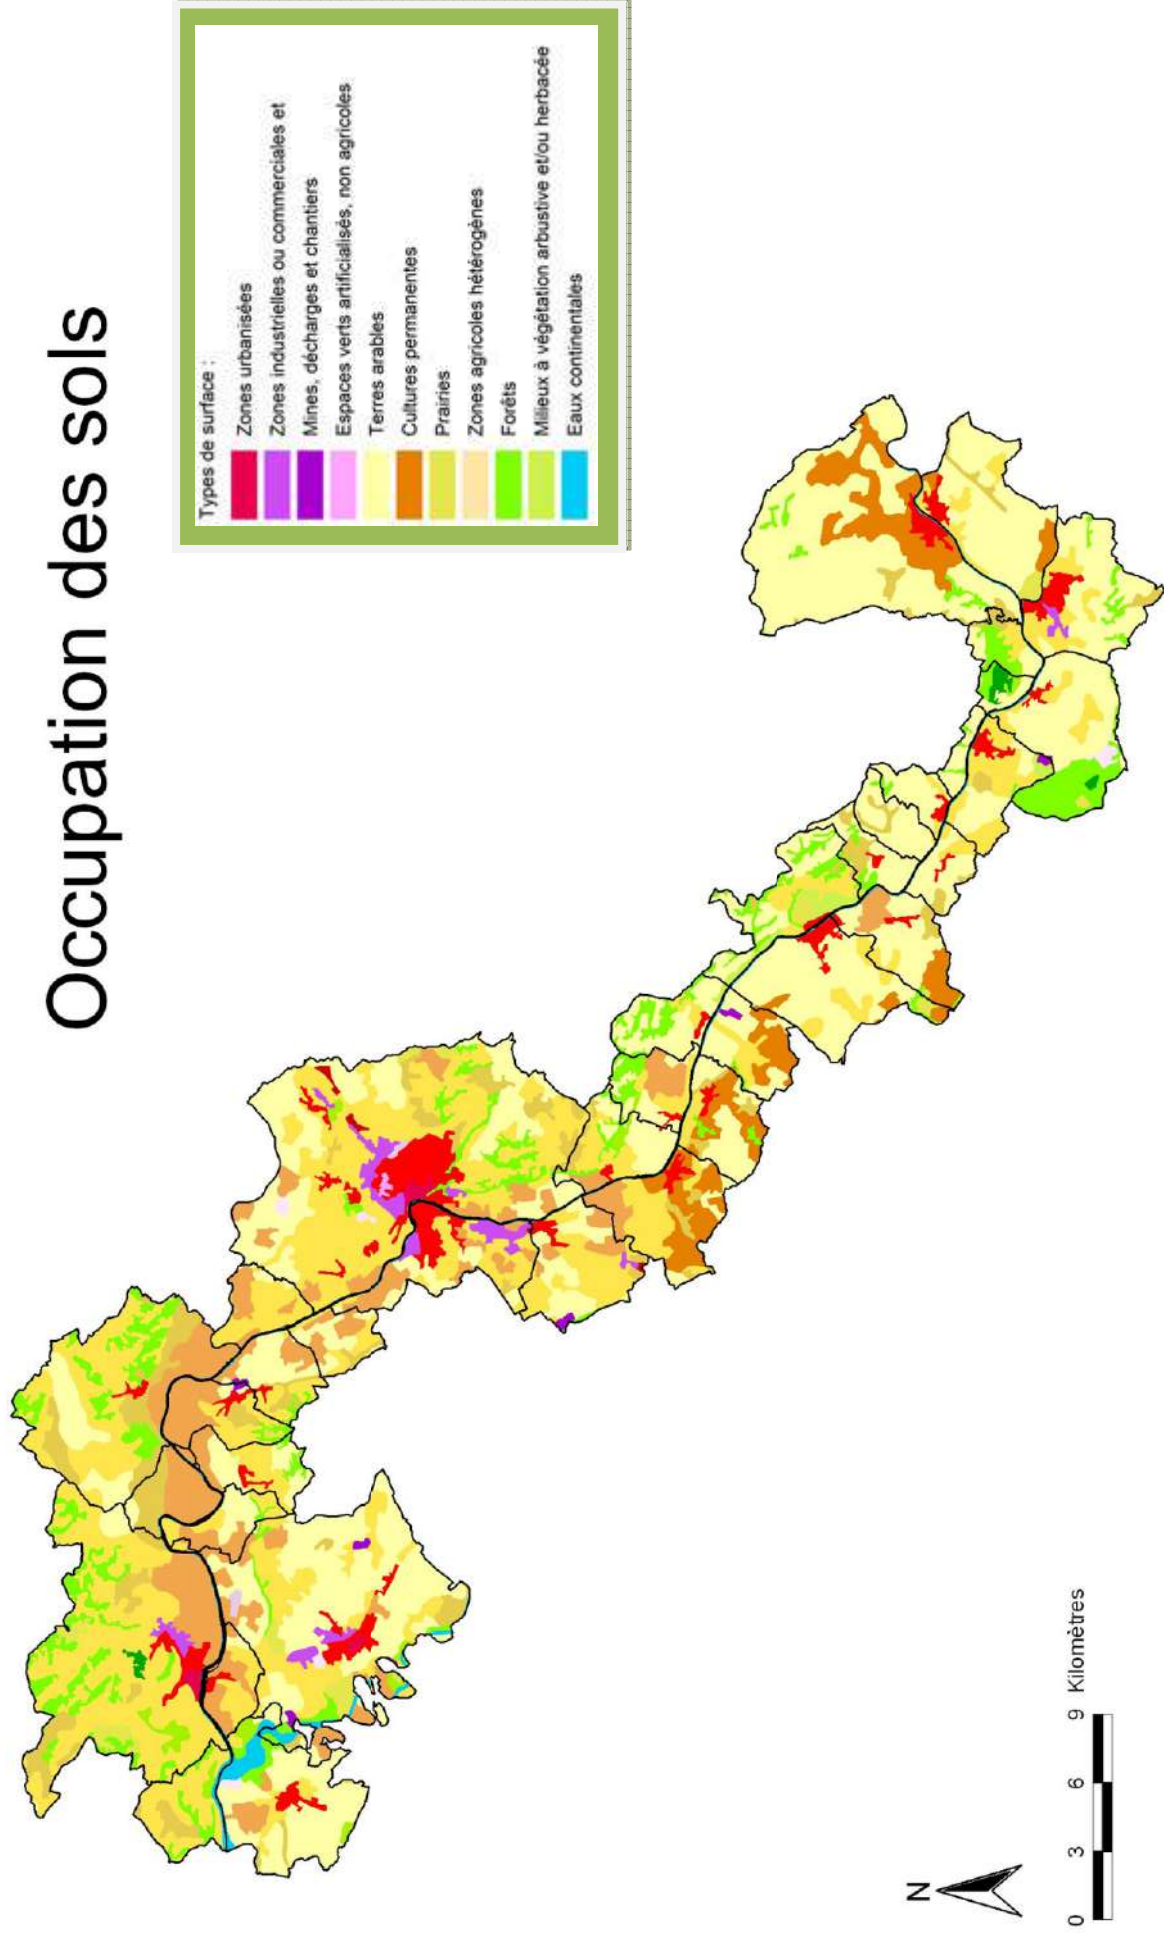 Occupation des sols
Types de surface :
Zones urbanisées
Zones industrielles ou commerciales et
Mines, décharges et chantiers
Espaces verts artificialisés, non agricoles
Terres arables
Cultures permanentes
Prairies
Zones agricoles hétérogènes
Forêts
Milieux à végétation arbustive et/ou herbacée
Eaux continentales
N
0 3 6 9 Kilomètres